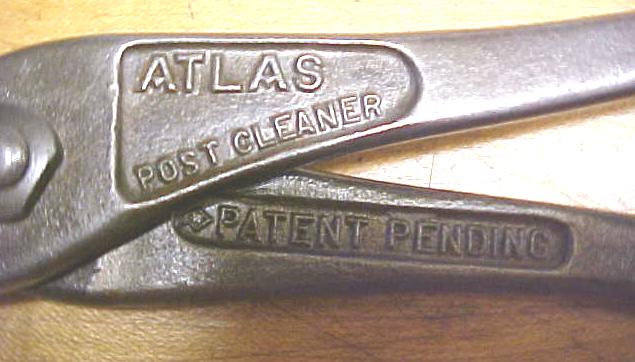 ATLAS
POST CLEANER
PATENT PENDING